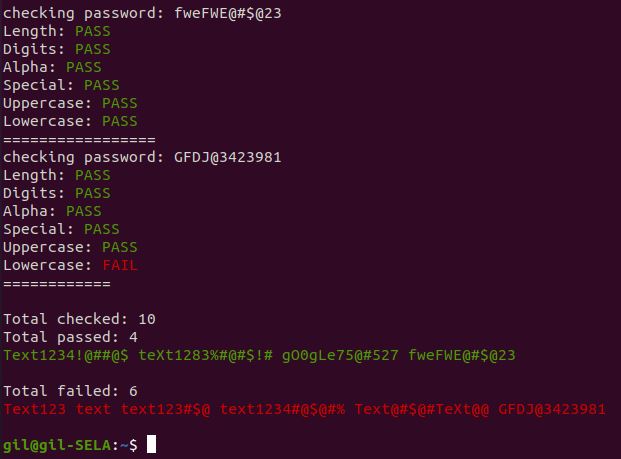 checking password: fweFWE@#$@23
Length: PASS
Digits: PASS
Alpha: PASS
Special: PASS
Uppercase: PASS
Lowercase: PASS
=================
checking password: GFDJ@3423981
Length: PASS
Digits: PASS
Alpha: PASS
Special: PASS
Uppercase: PASS
Lowercase: FAIL
============
Total checked: 10
Total passed: 4
Text1234!@##@$ teXt1283%#@#$!# gO0gLe75@#527 fweFWE@#$@23
Total failed: 6
Text123 text text123#$@ text1234#@$@#% Text@#$@#TeXt@@ GFDJ@3423981
gil@gil-SELA:~$